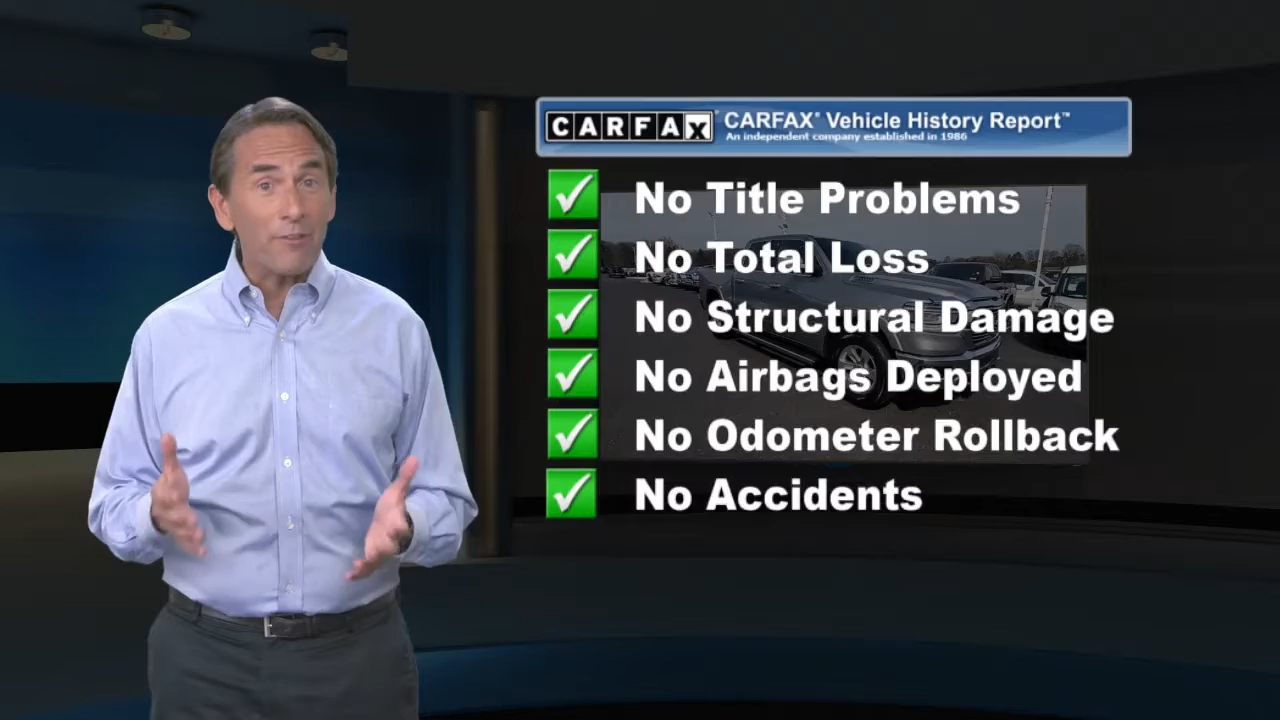 CARFAX
CARFAX® Vehicle History Report™
An independent company established in 1986
No Title Problems
No Total Loss
No Structural Damage
No Airbags Deployed
No Odometer Rollback
No Accidents